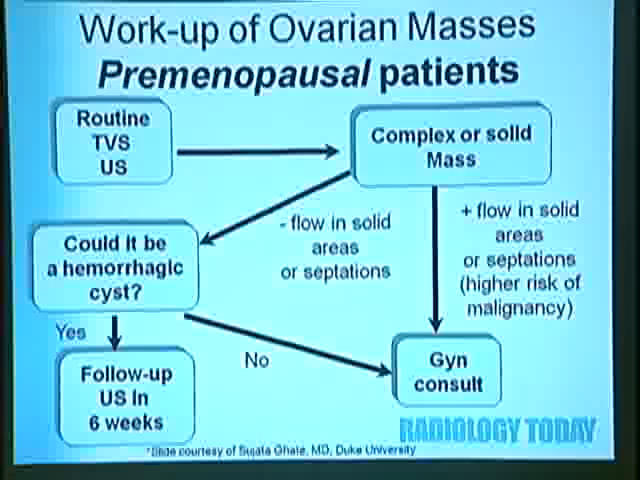 Work-up of Ovarian Masses
Premenopausal patients
Routine
TVS
US
Complex or solid
Mass
- flow in solid
areas
or septations
+ flow in solid
areas
or septations
(higher risk of
malignancy)
Could it be
a hemorrhagic
cyst?
Yes
No
Follow-up
US in
6 weeks
Gyn
consult
RADIOLOGY TODAY
*Slide courtesy of Sujata Ghate, MD, Duke University